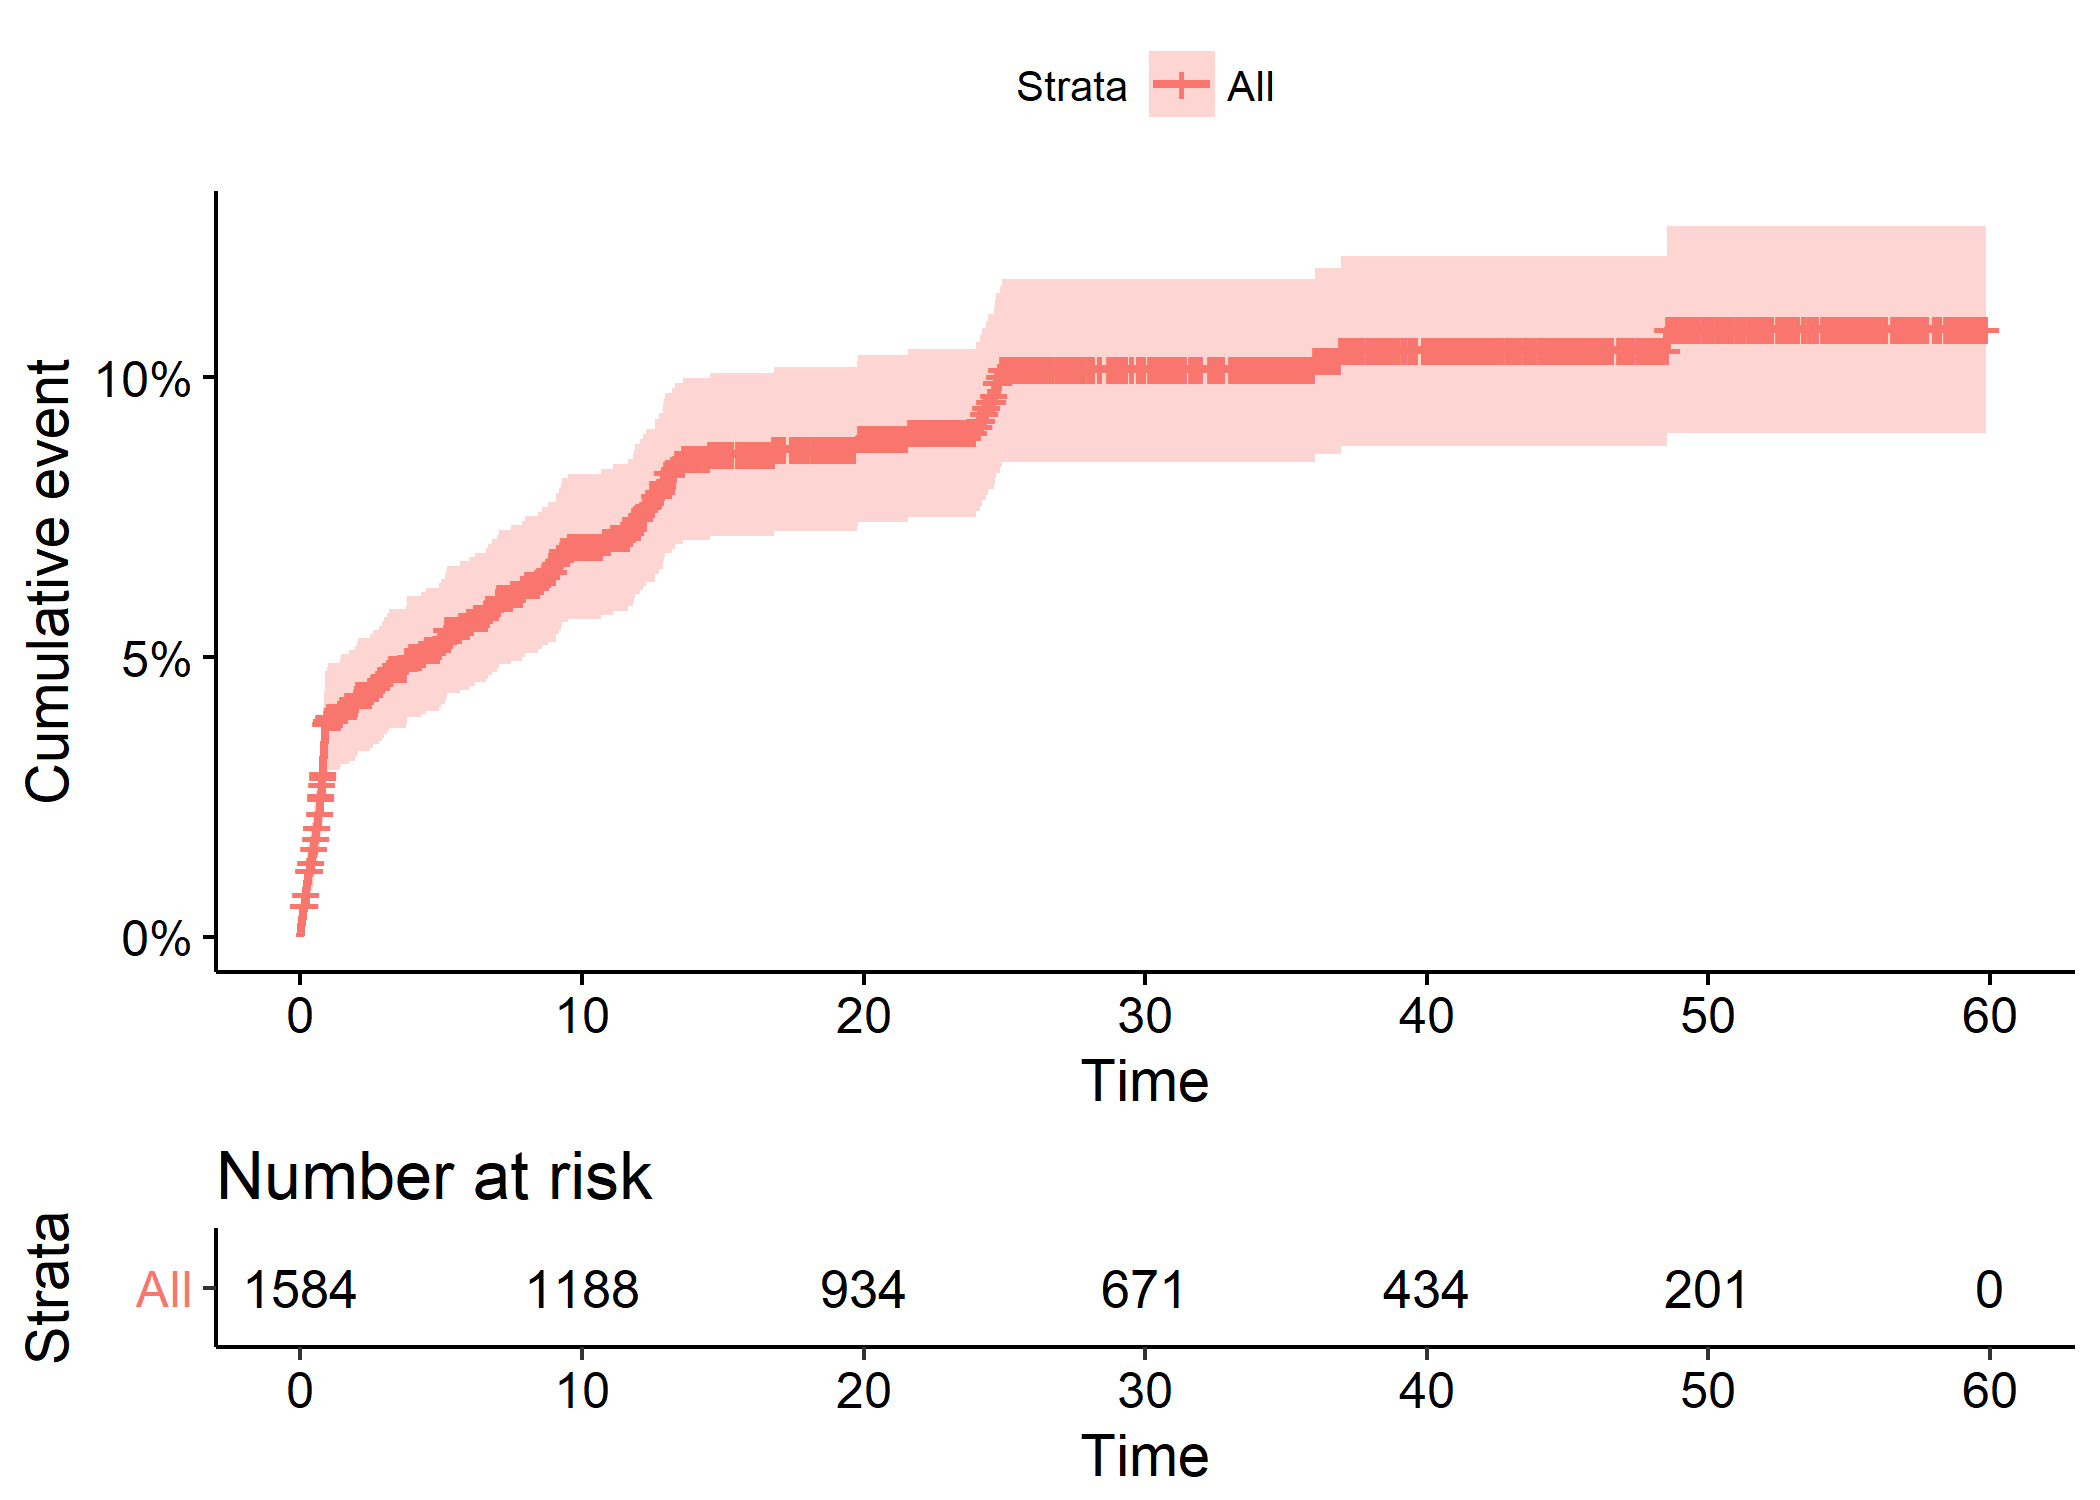 Strata All
Cumulative event
10%
5%
0%
0 10 20 30 40 50 60
Time
Number at risk
Strata
All 1584 1188 934 671 434 201 0
0 10 20 30 40 50 60
Time